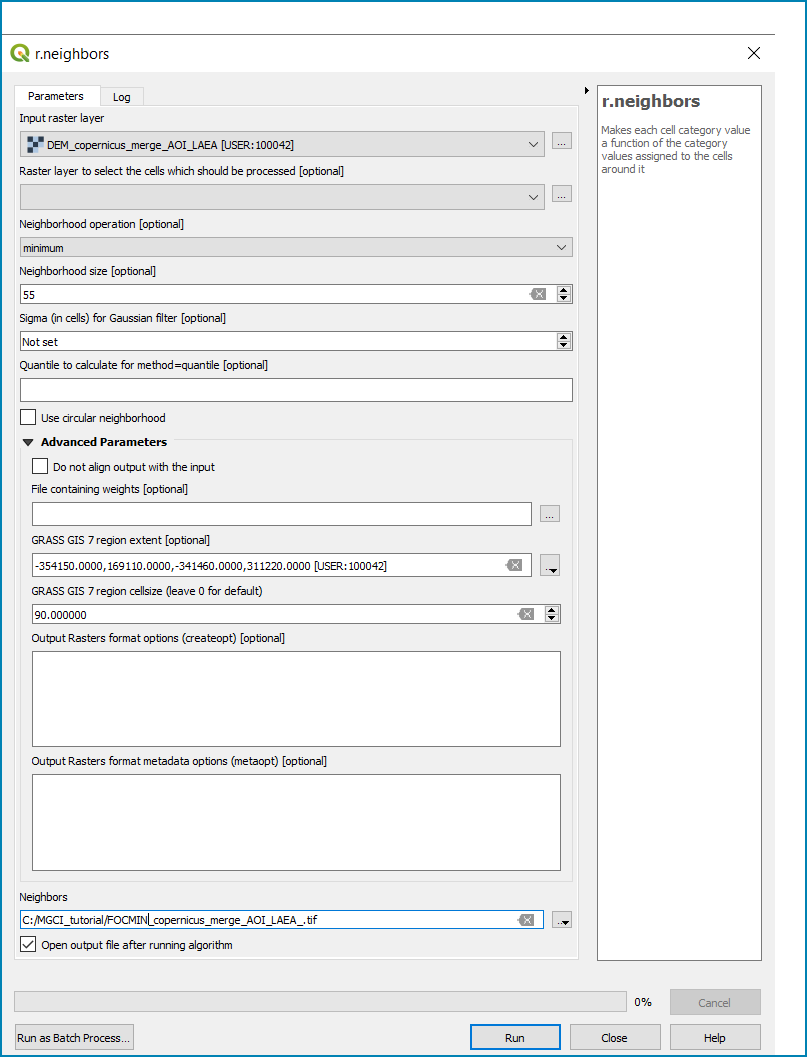 r.neighbors
Parameters
Log
Input raster layer
DEM_copernicus_merge_AOI_LAEA [USER:100042]
...
Raster layer to select the cells which should be processed [optional]
...
Neighborhood operation [optional]
minimum
Neighborhood size [optional]
55
Sigma (in cells) for Gaussian filter [optional]
Not set
Quantile to calculate for method=quantile [optional]
Use circular neighborhood
Advanced Parameters
Do not align output with the input
File containing weights [optional]
...
GRASS GIS 7 region extent [optional]
-354150.0000,169110.0000,-341460.0000,311220.0000 [USER:100042]
...
GRASS GIS 7 region cellsize (leave 0 for default)
90.000000
Output Rasters format options (createopt) [optional]
Output Rasters format metadata options (metaopt) [optional]
Neighbors
C:/MGCI_tutorial/FOCMIN_copernicus_merge_AOI_LAEA_.tif
...
Open output file after running algorithm
r.neighbors
Makes each cell category value
a function of the category
values assigned to the cells
around it
0%
Cancel
Run as Batch Process...
Run
Close
Help